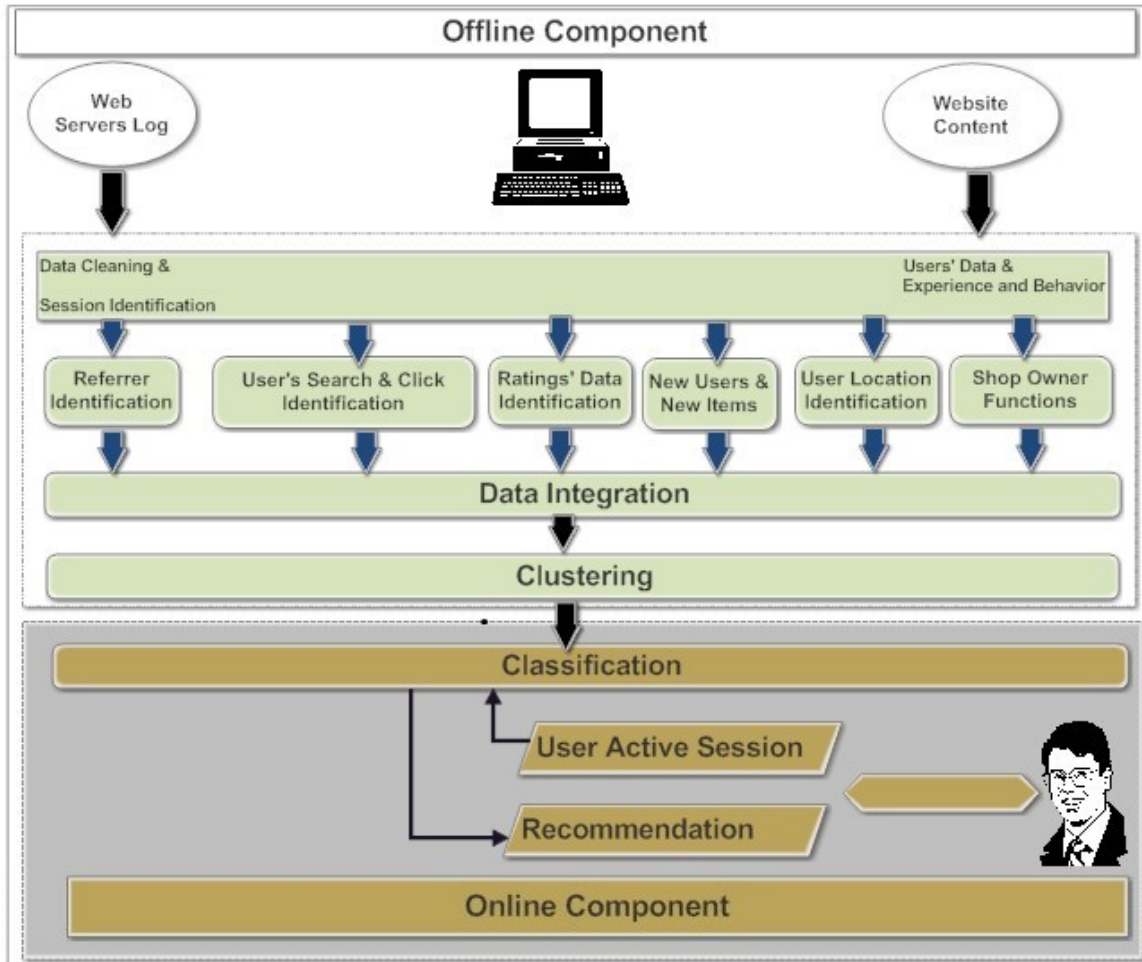 Offline Component
Web
Servers Log
Website
Content
Data Cleaning &
Session Identification
Users' Data &
Experience and Behavior
Referrer
Identification
User's Search & Click
Identification
Ratings' Data
Identification
New Users &
New Items
User Location
Identification
Shop Owner
Functions
Data Integration
Clustering
Classification
User Active Session
Recommendation
Online Component